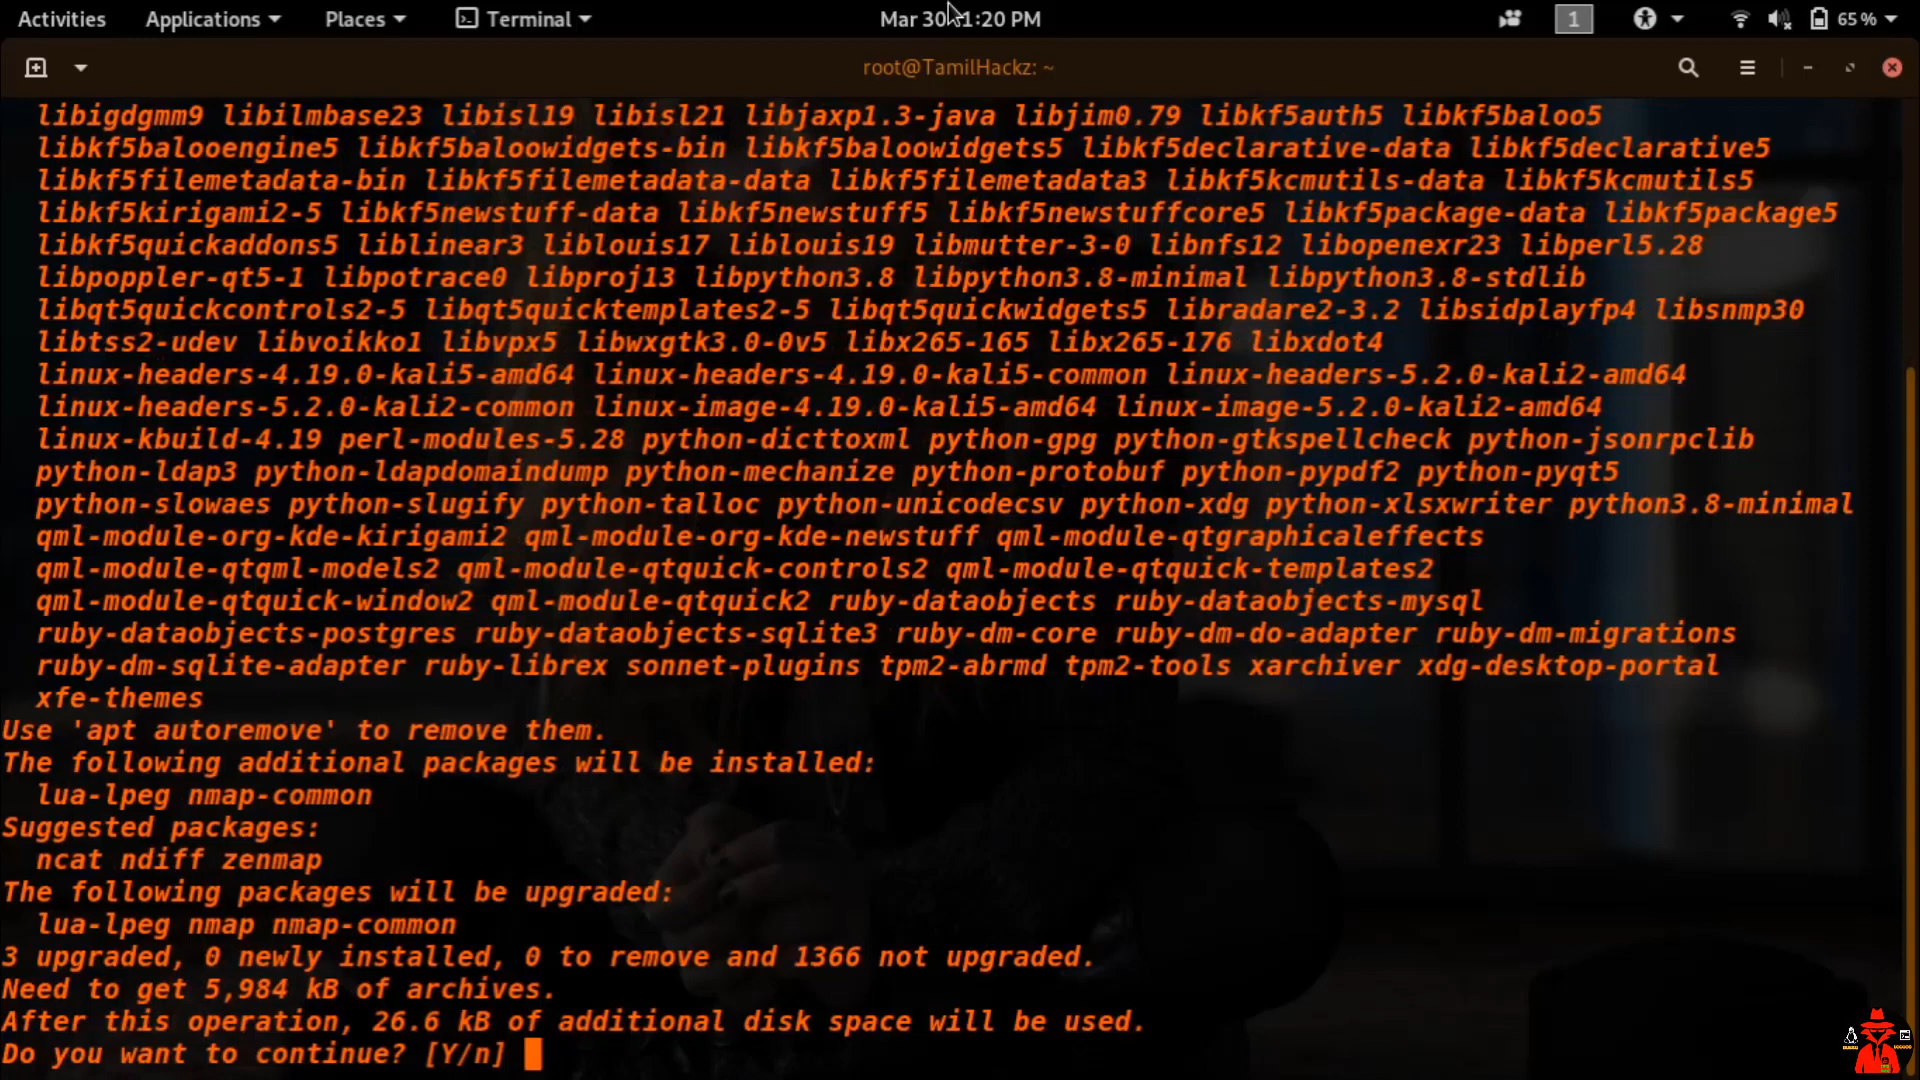 Activities Applications Places Terminal Mar 30 1:20 PM 1 65 %
root@TamilHackz: ~
libigdgmm9 libilmbase23 libisl19 libisl21 libjaxp1.3-java libjim0.79 libkf5auth5 libkf5baloo5
libkf5balooengine5 libkf5baloowidgets-bin libkf5baloowidgets5 libkf5declarative-data libkf5declarative5
libkf5filemetadata-bin libkf5filemetadata-data libkf5filemetadata3 libkf5kcmutils-data libkf5kcmutils5
libkf5kirigami2-5 libkf5newstuff-data libkf5newstuff5 libkf5newstuffcore5 libkf5package-data libkf5package5
libkf5quickaddons5 liblinear3 liblouis17 liblouis19 libmutter-3-0 libnfs12 libopenexr23 libperl5.28
libpoppler-qt5-1 libpotrace0 libproj13 libpython3.8 libpython3.8-minimal libpython3.8-stdlib
libqt5quickcontrols2-5 libqt5quicktemplates2-5 libqt5quickwidgets5 libradare2-3.2 libsidplayfp4 libsnmp30
libtss2-udev libvoikko1 libvpx5 libwxgtk3.0-0v5 libx265-165 libx265-176 libxdot4
linux-headers-4.19.0-kali5-amd64 linux-headers-4.19.0-kali5-common linux-headers-5.2.0-kali2-amd64
linux-headers-5.2.0-kali2-common linux-image-4.19.0-kali5-amd64 linux-image-5.2.0-kali2-amd64
linux-kbuild-4.19 perl-modules-5.28 python-dicttoxml python-gpg python-gtkspellcheck python-jsonrpclib
python-ldap3 python-ldapdomaindump python-mechanize python-protobuf python-pypdf2 python-pyqt5
python-slowaes python-slugify python-talloc python-unicodecsv python-xdg python-xlsxwriter python3.8-minimal
qml-module-org-kde-kirigami2 qml-module-org-kde-newstuff qml-module-qtgraphicaleffects
qml-module-qtqml-models2 qml-module-qtquick-controls2 qml-module-qtquick-templates2
qml-module-qtquick-window2 qml-module-qtquick2 ruby-dataobjects ruby-dataobjects-mysql
ruby-dataobjects-postgres ruby-dataobjects-sqlite3 ruby-dm-core ruby-dm-do-adapter ruby-dm-migrations
ruby-dm-sqlite-adapter ruby-librex sonnet-plugins tpm2-abrmd tpm2-tools xarchiver xdg-desktop-portal
xfe-themes
Use 'apt autoremove' to remove them.
The following additional packages will be installed:
lua-lpeg nmap-common
Suggested packages:
ncat ndiff zenmap
The following packages will be upgraded:
lua-lpeg nmap nmap-common
3 upgraded, 0 newly installed, 0 to remove and 1366 not upgraded.
Need to get 5,984 kB of archives.
After this operation, 26.6 kB of additional disk space will be used.
Do you want to continue? [Y/n]